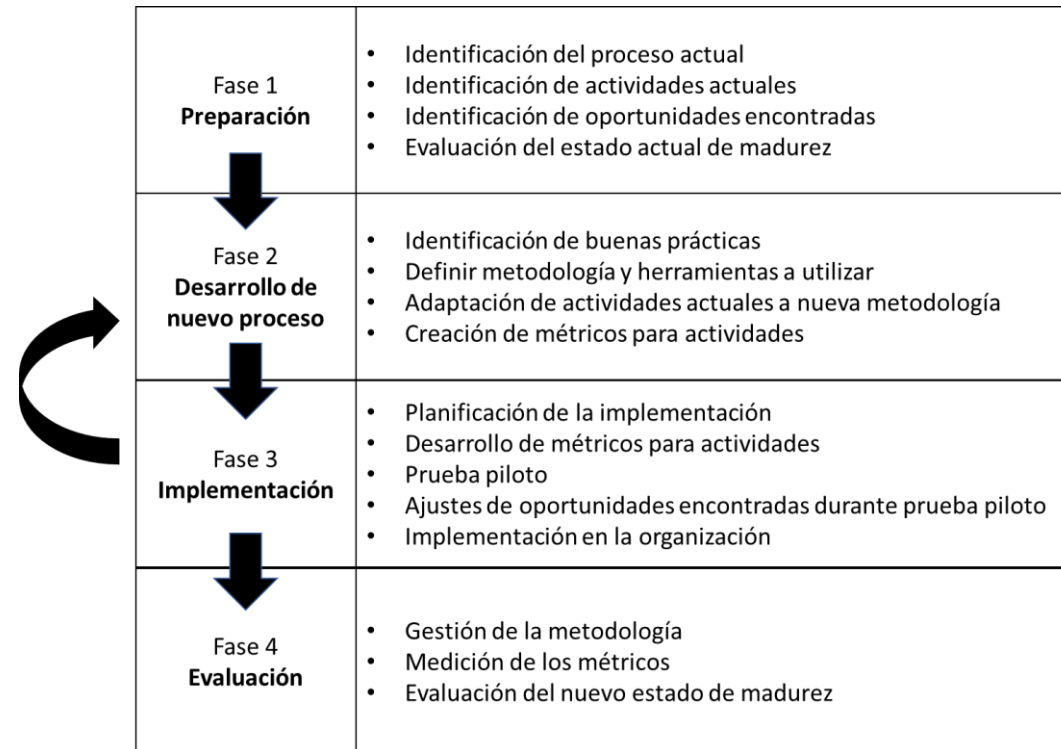 Fase 1
Preparación
• Identificación del proceso actual
• Identificación de actividades actuales
• Identificación de oportunidades encontradas
• Evaluación del estado actual de madurez
Fase 2
Desarrollo de
nuevo proceso
• Identificación de buenas prácticas
• Definir metodología y herramientas a utilizar
• Adaptación de actividades actuales a nueva metodología
• Creación de métricos para actividades
Fase 3
Implementación
• Planificación de la implementación
• Desarrollo de métricos para actividades
• Prueba piloto
• Ajustes de oportunidades encontradas durante prueba piloto
• Implementación en la organización
Fase 4
Evaluación
• Gestión de la metodología
• Medición de los métricos
• Evaluación del nuevo estado de madurez